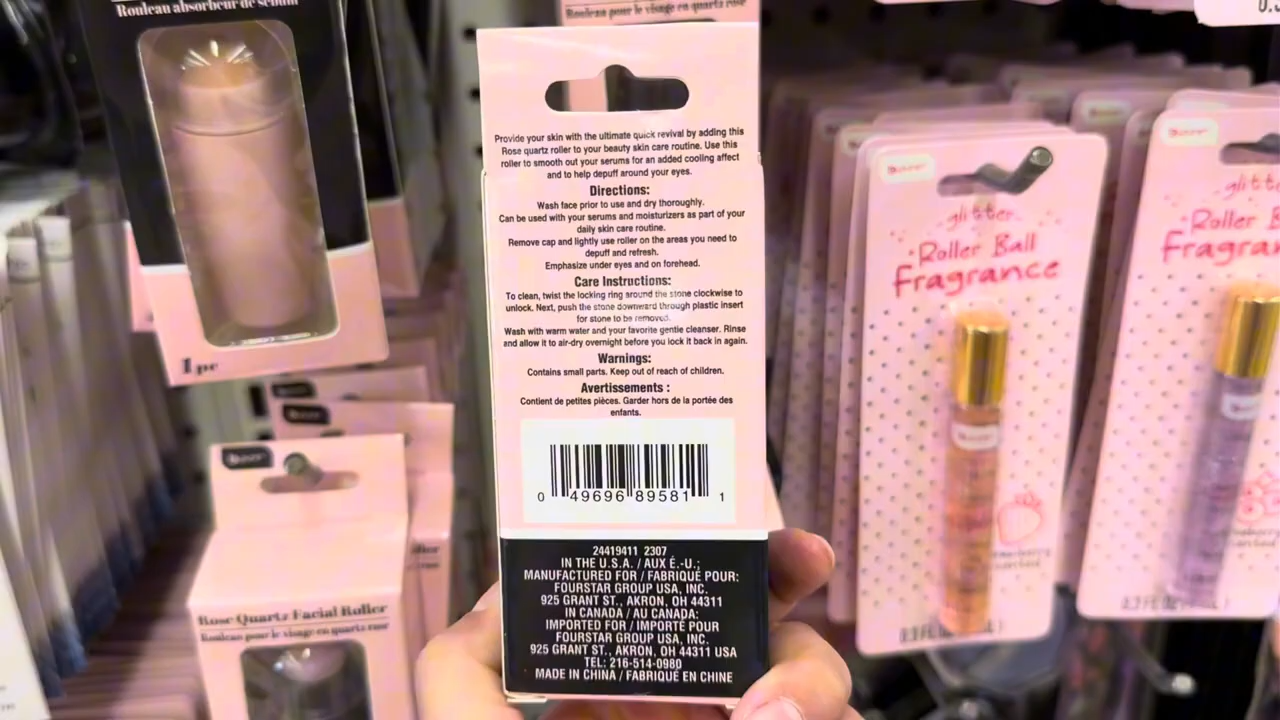 Rouleau absorbeur de sébum
1 pc
Rose Quartz Facial Roller
Rouleau pour le visage en quartz rose
Rouleau pour le visage en quartz rose
Provide your skin with the ultimate quick revival by adding this
Rose quartz roller to your beauty skin care routine. Use this
roller to smooth out your serums for an added cooling affect
and to help depuff around your eyes.
Directions:
Wash face prior to use and dry thoroughly.
Can be used with your serums and moisturizers as part of your
daily skin care routine.
Remove cap and lightly use roller on the areas you need to
depuff and refresh.
Emphasize under eyes and on forehead.
Care Instructions:
To clean, twist the locking ring around the stone clockwise to
unlock. Next, push the stone downward through plastic insert
for stone to be removed.
Wash with warm water and your favorite gentle cleanser. Rinse
and allow it to air-dry overnight before you lock it back in again.
Warnings:
Contains small parts. Keep out of reach of children.
Avertissements :
Contient de petites pièces. Garder hors de la portée des
enfants.
0 49696 89581 1
24419411 2307
IN THE U.S.A. / AUX É.-U.;
MANUFACTURED FOR / FABRIQUÉ POUR:
FOURSTAR GROUP USA, INC.
925 GRANT ST., AKRON, OH 44311
IN CANADA / AU CANADA:
IMPORTED FOR / IMPORTÉ POUR
FOURSTAR GROUP USA, INC.
925 GRANT ST., AKRON, OH 44311 USA
TEL: 216-514-0980
MADE IN CHINA / FABRIQUÉ EN CHINE
glitter
Roller Ball
fragrance
glitter
Roller